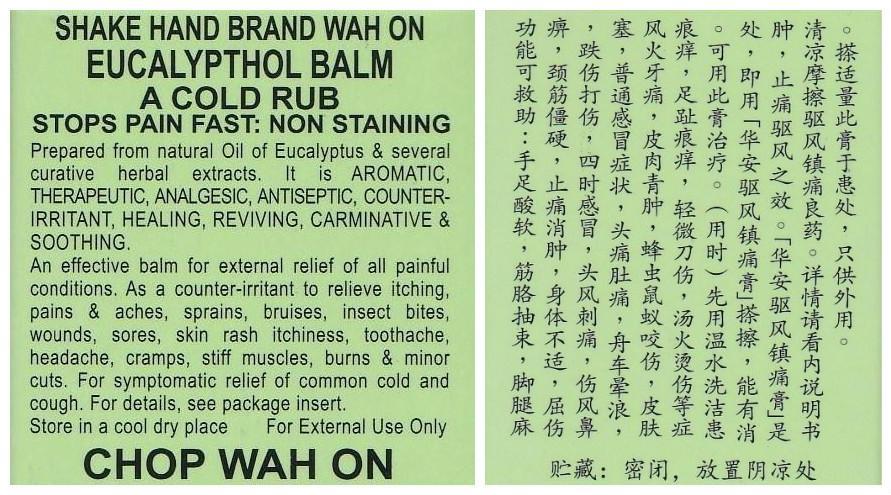 SHAKE HAND BRAND WAH ON
EUCALYPTHOL BALM
A COLD RUB
STOPS PAIN FAST: NON STAINING
Prepared from natural Oil of Eucalyptus & several
curative herbal extracts. It is AROMATIC,
THERAPEUTIC, ANALGESIC, ANTISEPTIC, COUNTER-
IRRITANT, HEALING, REVIVING, CARMINATIVE &
SOOTHING.
An effective balm for external relief of all painful
conditions. As a counter-irritant to relieve itching,
pains & aches, sprains, bruises, insect bites,
wounds, sores, skin rash itchiness, toothache,
headache, cramps, stiff muscles, burns & minor
cuts. For symptomatic relief of common cold and
cough. For details, see package insert.
Store in a cool dry place For External Use Only
CHOP WAH ON
功能可救助：手足酸软，筋胳抽束，脚腿麻
痹，颈筋僵硬，止痛消肿，身体不适，屈伤
，跌伤打伤，四时感冒，头风刺痛，伤风鼻
塞，普通感冒症状，头痛肚痛，舟车晕浪，
风火牙痛，皮肉青肿，蜂虫鼠蚁咬伤，皮肤
痕痒，足趾痕痒，轻微刀伤，汤火烫伤等症
。可用此膏治疗。（用时）先用温水洗洁患
处，即用「华安驱风镇痛膏」搽擦，能有消
肿，止痛驱风之效。「华安驱风镇痛膏」是
清凉摩擦驱风镇痛良药。详情请看内说明书
。搽适量此膏于患处，只供外用。
贮藏：密闭，放置阴凉处